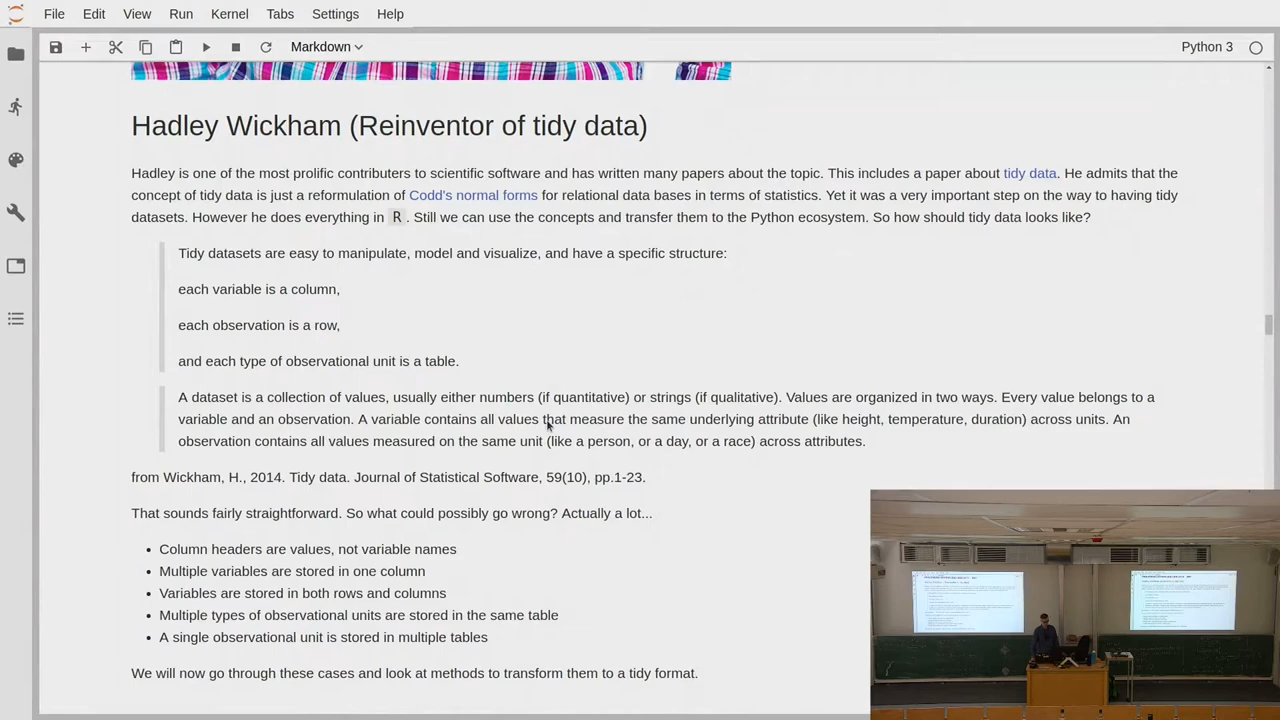 File Edit View Run Kernel Tabs Settings Help
Markdown
Python 3
Hadley Wickham (Reinventor of tidy data)
Hadley is one of the most prolific contributers to scientific software and has written many papers about the topic. This includes a paper about tidy data. He admits that the
concept of tidy data is just a reformulation of Codd's normal forms for relational data bases in terms of statistics. Yet it was a very important step on the way to having tidy
datasets. However he does everything in R . Still we can use the concepts and transfer them to the Python ecosystem. So how should tidy data looks like?
Tidy datasets are easy to manipulate, model and visualize, and have a specific structure:
each variable is a column,
each observation is a row,
and each type of observational unit is a table.
A dataset is a collection of values, usually either numbers (if quantitative) or strings (if qualitative). Values are organized in two ways. Every value belongs to a
variable and an observation. A variable contains all values that measure the same underlying attribute (like height, temperature, duration) across units. An
observation contains all values measured on the same unit (like a person, or a day, or a race) across attributes.
from Wickham, H., 2014. Tidy data. Journal of Statistical Software, 59(10), pp.1-23.
That sounds fairly straightforward. So what could possibly go wrong? Actually a lot...
• Column headers are values, not variable names
• Multiple variables are stored in one column
• Variables are stored in both rows and columns
• Multiple types of observational units are stored in the same table
• A single observational unit is stored in multiple tables
We will now go through these cases and look at methods to transform them to a tidy format.